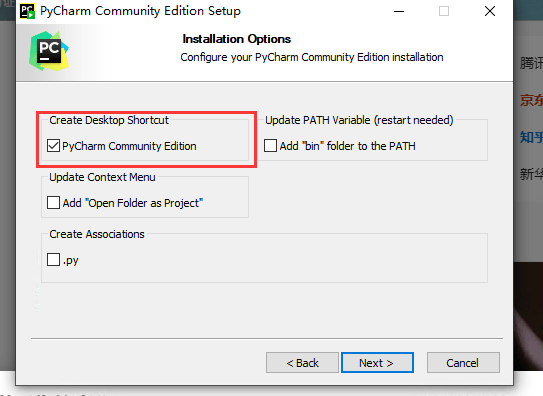 PyCharm Community Edition Setup
PC
Installation Options
Configure your PyCharm Community Edition installation
Create Desktop Shortcut
PyCharm Community Edition
Update PATH Variable (restart needed)
Add "bin" folder to the PATH
Update Context Menu
Add "Open Folder as Project"
Create Associations
.py
< Back
Next >
Cancel
腾讯
京东
知乎
新华